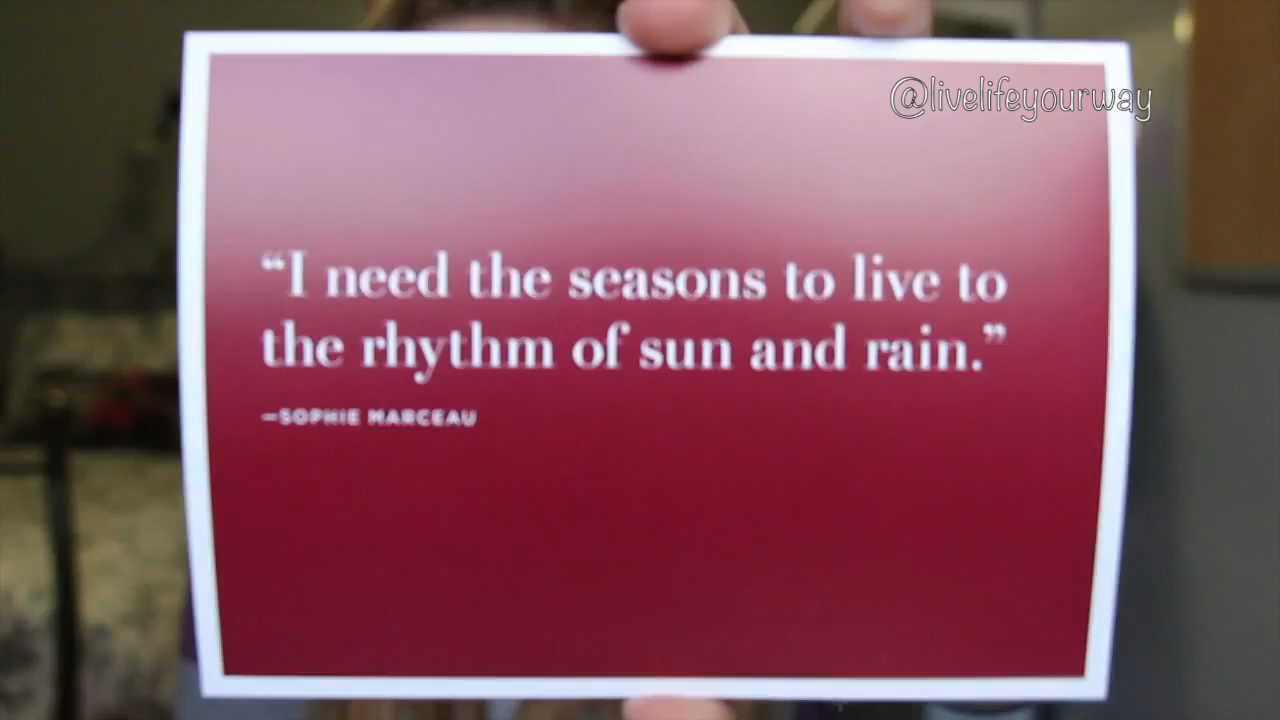 @livelifeyourway
“I need the seasons to live to
the rhythm of sun and rain.”
—SOPHIE MARCEAU